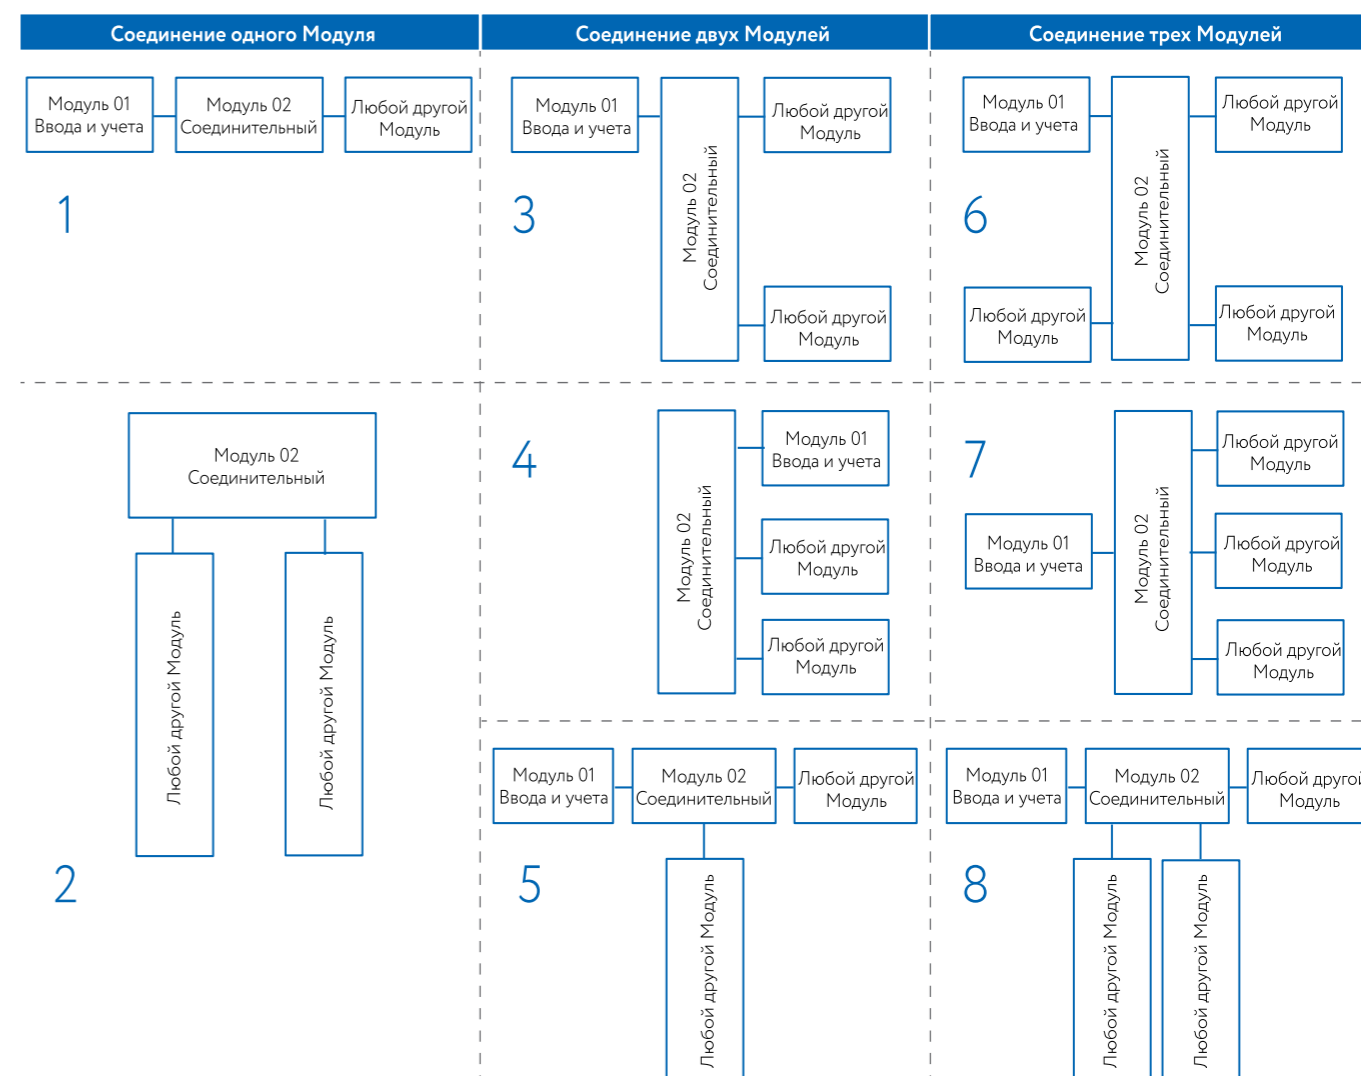 Соединение одного Модуля
Соединение двух Модулей
Соединение трех Модулей
Модуль 01
Ввода и учета
Модуль 02
Соединительный
Любой другой
Модуль
1
Модуль 01
Ввода и учета
Модуль 02
Соединительный
Любой другой
Модуль
3
Любой другой
Модуль
Модуль 01
Ввода и учета
Модуль 02
Соединительный
Любой другой
Модуль
6
Любой другой
Модуль
Любой другой
Модуль
Модуль 02
Соединительный
Любой другой Модуль
Любой другой Модуль
2
4
Модуль 02
Соединительный
Модуль 01
Ввода и учета
Любой другой
Модуль
Любой другой
Модуль
7
Модуль 01
Ввода и учета
Модуль 02
Соединительный
Любой другой
Модуль
Любой другой
Модуль
Любой другой
Модуль
Модуль 01
Ввода и учета
Модуль 02
Соединительный
Любой другой
Модуль
5
Любой другой Модуль
Модуль 01
Ввода и учета
Модуль 02
Соединительный
Любой другой
Модуль
8
Любой другой Модуль
Любой другой Модуль